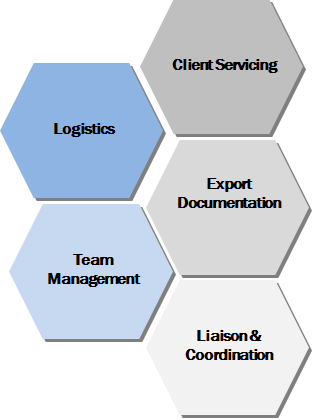 Client Servicing
Logistics
Export
Documentation
Team
Management
Liaison &
Coordination